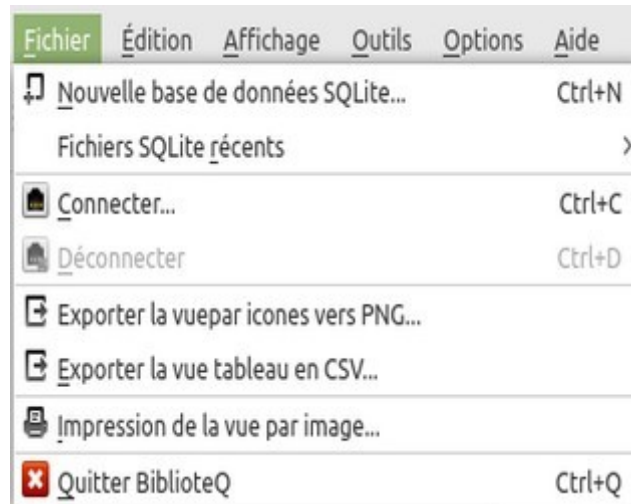 Fichier Édition Affichage Outils Options Aide
Nouvelle base de données SQLite... Ctrl+N
Fichiers SQLite récents
Connecter... Ctrl+C
Déconnecter Ctrl+D
Exporter la vuepar icones vers PNG...
Exporter la vue tableau en CSV...
Impression de la vue par image...
Quitter BiblioteQ Ctrl+Q